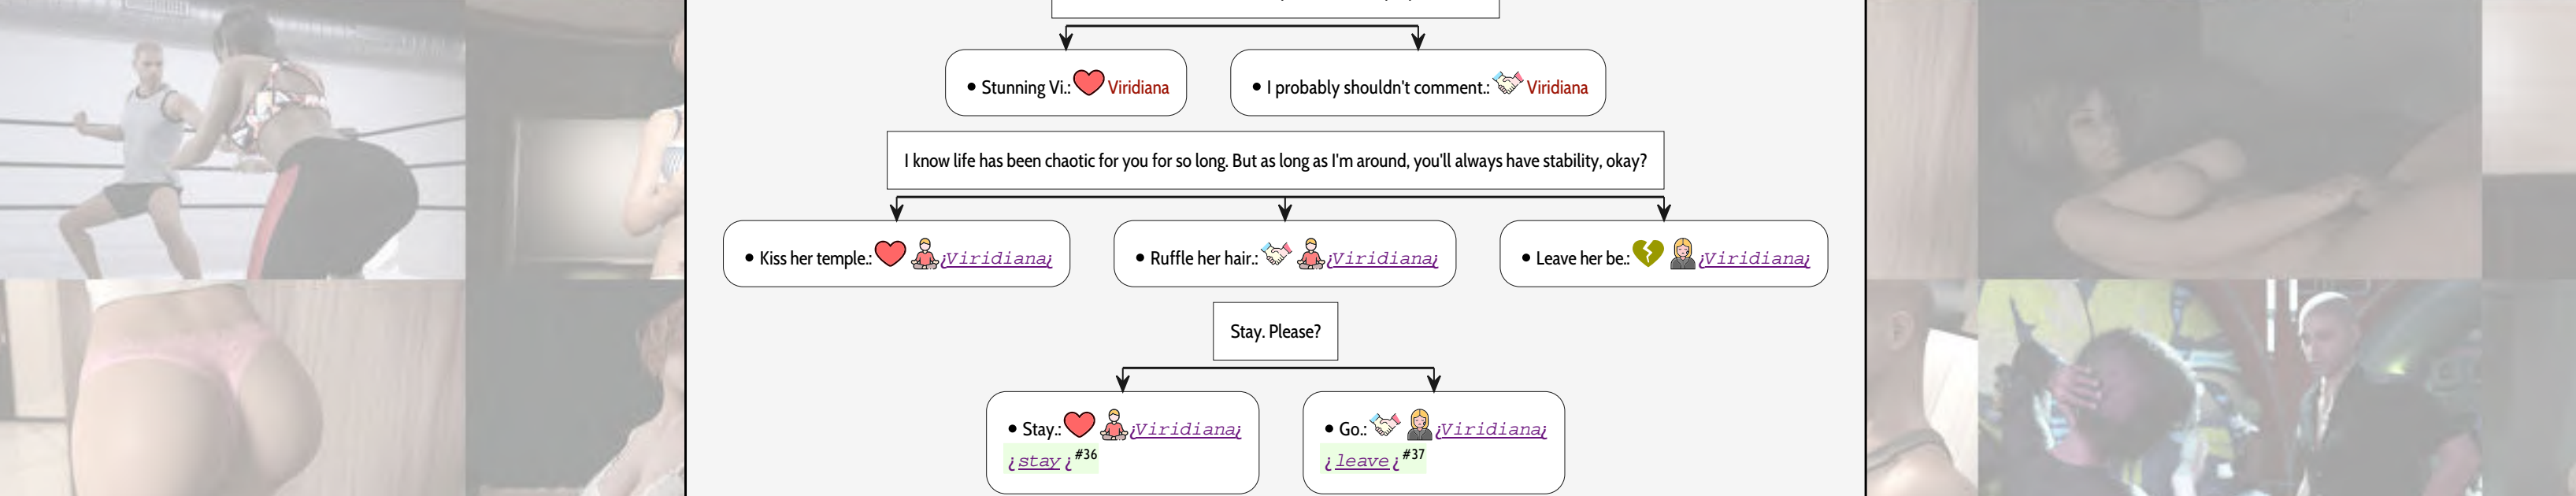 • Stunning Vi.: Viridiana
• I probably shouldn't comment.: Viridiana
I know life has been chaotic for you for so long. But as long as I'm around, you'll always have stability, okay?
• Kiss her temple.: ¿Viridiana¿
• Ruffle her hair.: ¿Viridiana¿
• Leave her be.: ¿Viridiana¿
Stay. Please?
• Stay.: ¿Viridiana¿
¿stay¿#36
• Go.: ¿Viridiana¿
¿leave¿#37